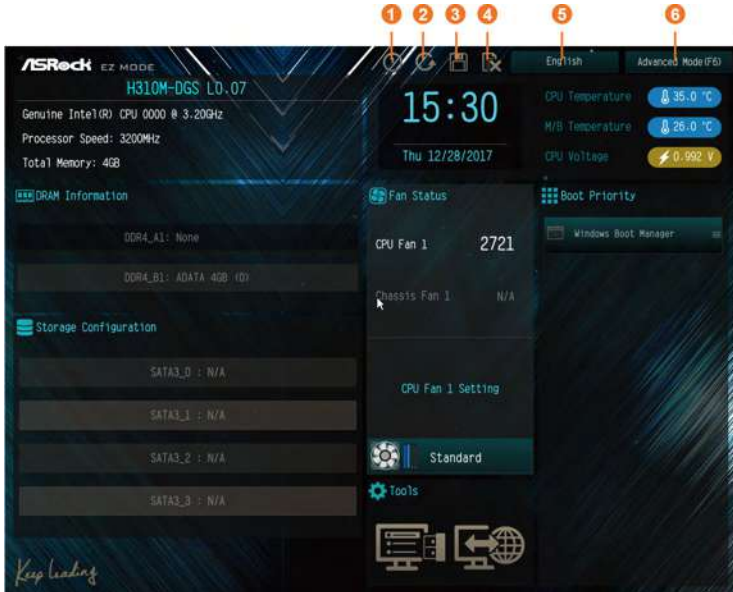 1 2 3 4 5 6
ASRock EZ MODE
English
Advanced Mode(F6)
H310M-DGS L0.07
Genuine Intel(R) CPU 0000 @ 3.20GHz
Processor Speed: 3200MHz
Total Memory: 4GB
15:30
Thu 12/28/2017
CPU Temperature 35.0 °C
M/B Temperature 26.0 °C
CPU Voltage 0.992 V
DRAM Information
DDR4_A1: None
DDR4_B1: ADATA 4GB (D)
Storage Configuration
SATA3_0 : N/A
SATA3_1 : N/A
SATA3_2 : N/A
SATA3_3 : N/A
Fan Status
CPU Fan 1 2721
Chassis Fan 1 N/A
CPU Fan 1 Setting
Standard
Tools
Boot Priority
Windows Boot Manager
Keep Leading